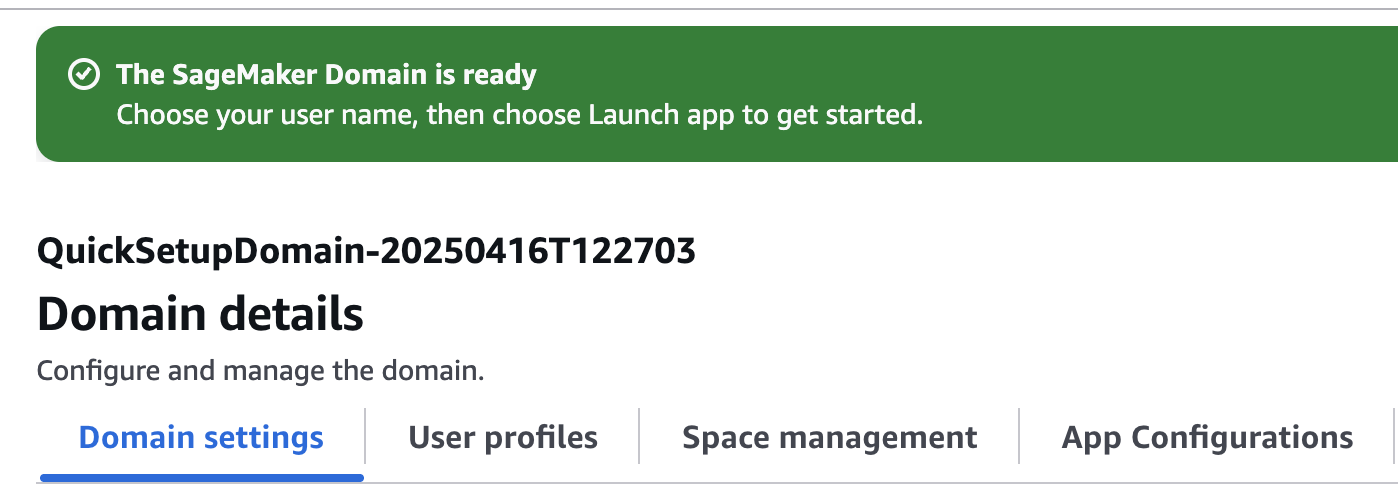 The SageMaker Domain is ready
Choose your user name, then choose Launch app to get started.
QuickSetupDomain-20250416T122703
Domain details
Configure and manage the domain.
Domain settings
User profiles
Space management
App Configurations